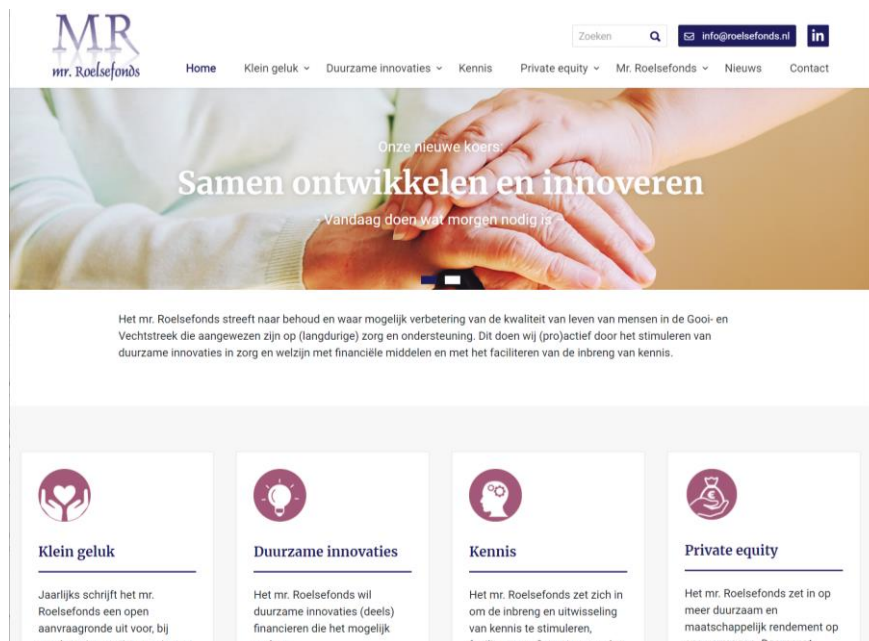 MR
mr. Roelsefonds
Zoeken
info@roelsefonds.nl
in
Home Klein geluk Duurzame innovaties Kennis Private equity Mr. Roelsefonds Nieuws Contact
Onze nieuwe koers:
Samen ontwikkelen en innoveren
- Vandaag doen wat morgen nodig is -
Het mr. Roelsefonds streeft naar behoud en waar mogelijk verbetering van de kwaliteit van leven van mensen in de Gooi- en
Vechtstreek die aangewezen zijn op (langdurige) zorg en ondersteuning. Dit doen wij (pro)actief door het stimuleren van
duurzame innovaties in zorg en welzijn met financiële middelen en met het faciliteren van de inbreng van kennis.
Klein geluk
Jaarlijks schrijft het mr.
Roelsefonds een open
aanvraagronde uit voor, bij
Duurzame innovaties
Het mr. Roelsefonds wil
duurzame innovaties (deels)
financieren die het mogelijk
Kennis
Het mr. Roelsefonds zet zich in
om de inbreng en uitwisseling
van kennis te stimuleren,
Private equity
Het mr. Roelsefonds zet in op
meer duurzaam en
maatschappelijk rendement op